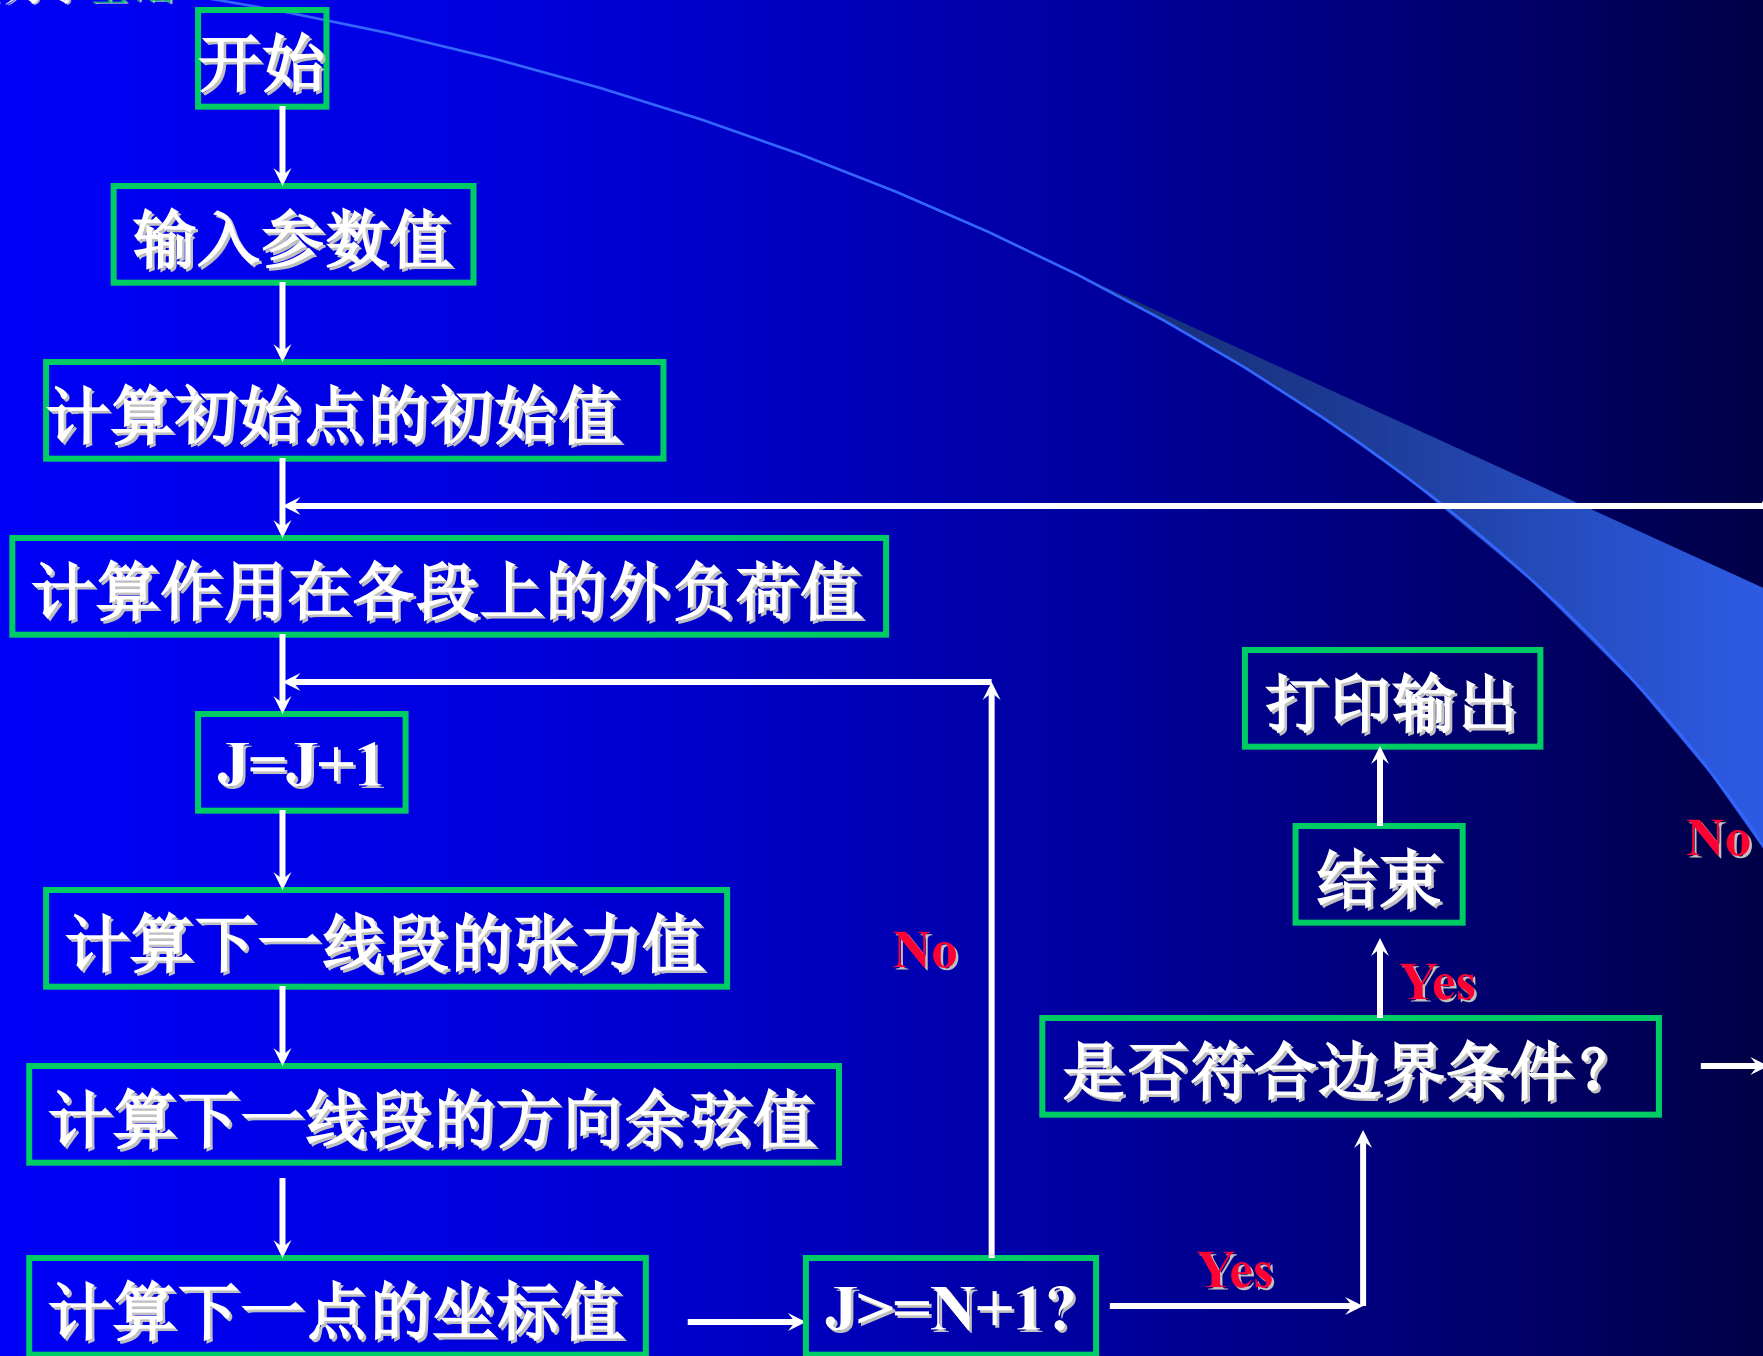 开始
输入参数值
计算初始点的初始值
计算作用在各段上的外负荷值
J=J+1
计算下一线段的张力值
计算下一线段的方向余弦值
计算下一点的坐标值
J>=N+1?
No
Yes
是否符合边界条件?
Yes
结束
打印输出
No